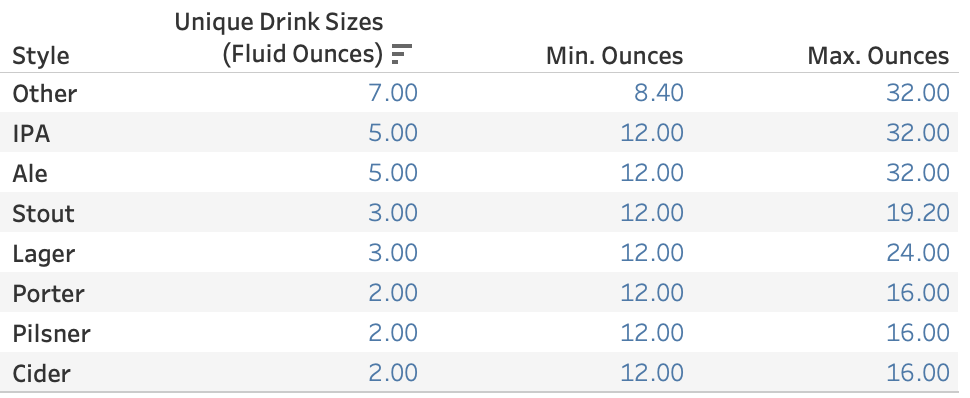 Unique Drink Sizes
Style (Fluid Ounces) Min. Ounces Max. Ounces
Other 7.00 8.40 32.00
IPA 5.00 12.00 32.00
Ale 5.00 12.00 32.00
Stout 3.00 12.00 19.20
Lager 3.00 12.00 24.00
Porter 2.00 12.00 16.00
Pilsner 2.00 12.00 16.00
Cider 2.00 12.00 16.00